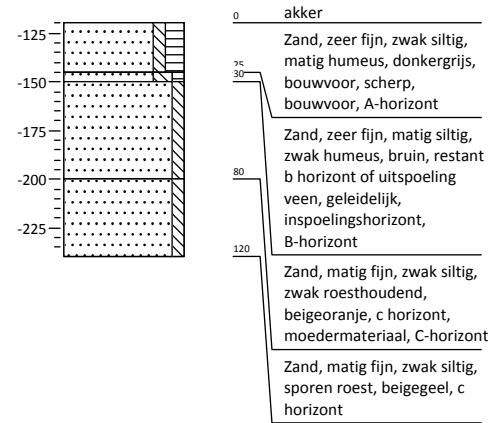 -125
-150
-175
-200
-225
0
25
30
80
120
akker
Zand, zeer fijn, zwak siltig,
matig humeus, donkergrijs,
bouwvoor, scherp,
bouwvoor, A-horizont
Zand, zeer fijn, matig siltig,
zwak humeus, bruin, restant
b horizont of uitspoeling
veen, geleidelijk,
inspoelingshorizont,
B-horizont
Zand, matig fijn, zwak siltig,
zwak roesthoudend,
beigeoranje, c horizont,
moedermateriaal, C-horizont
Zand, matig fijn, zwak siltig,
sporen roest, beigegeel, c
horizont